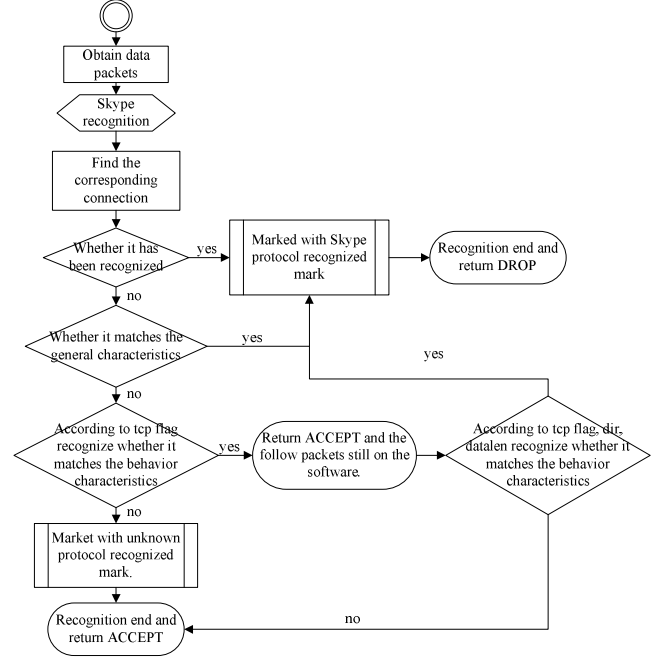 Obtain data
packets
Skype
recognition
Find the
corresponding
connection
Whether it has
been recognized
yes
Marked with Skype
protocol recognized
mark
Recognition end and
return DROP
no
Whether it matches the
general characteristics
yes
yes
no
According to tcp flag
recognize whether it
matches the behavior
characteristics
yes
Return ACCEPT and the
follow packets still on the
software.
According to tcp flag, dir,
datalen recognize whether it
matches the behavior
characteristics
no
Market with unknown
protocol recognized
mark.
Recognition end and
return ACCEPT
no